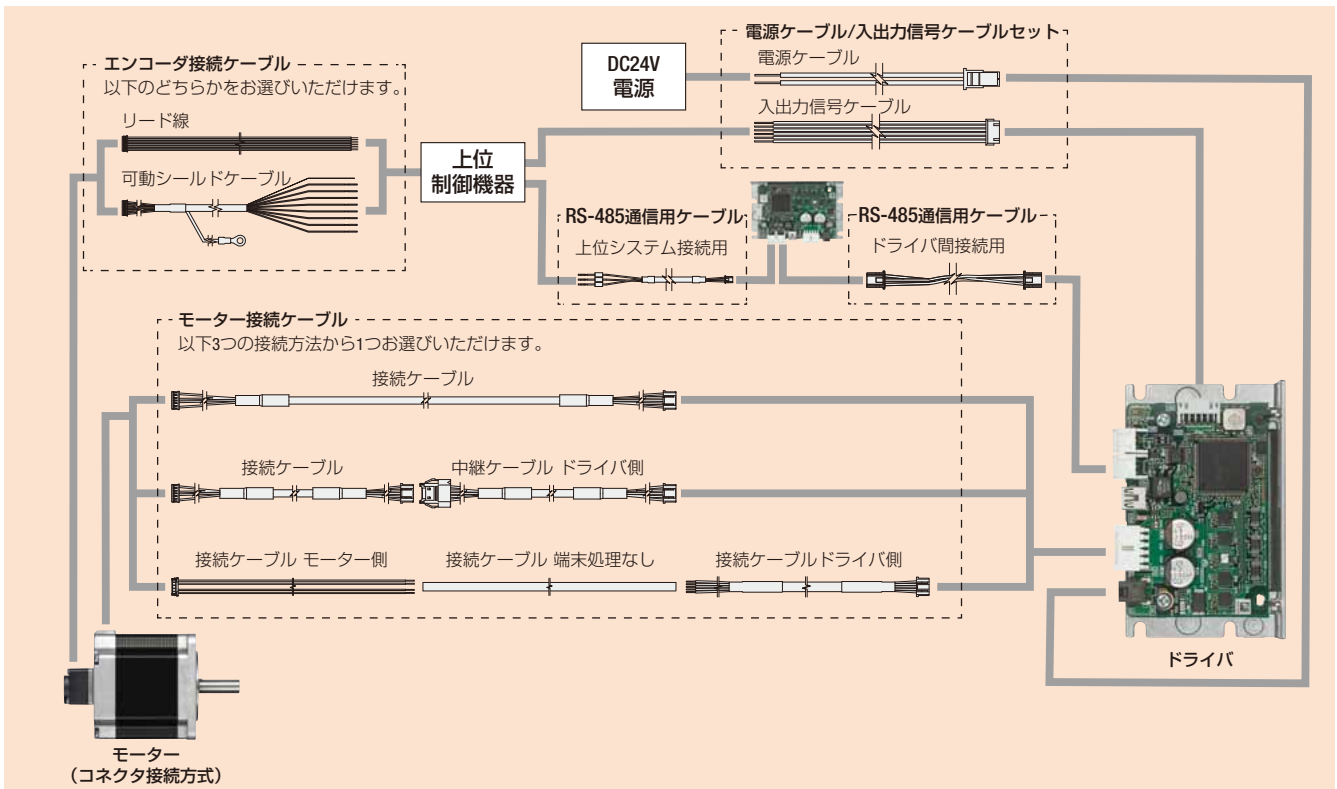 エンコーダ接続ケーブル
以下のどちらかをお選びいただけます。
リード線
可動シールドケーブル
上位
制御機器
DC24V
電源
電源ケーブル/入出力信号ケーブルセット
電源ケーブル
入出力信号ケーブル
RS-485通信用ケーブル
上位システム接続用
RS-485通信用ケーブル
ドライバ間接続用
モーター接続ケーブル
以下3つの接続方法から1つお選びいただけます。
接続ケーブル
接続ケーブル
中継ケーブル ドライバ側
接続ケーブル モーター側
接続ケーブル 端末処理なし
接続ケーブルドライバ側
ドライバ
モーター
（コネクタ接続方式）